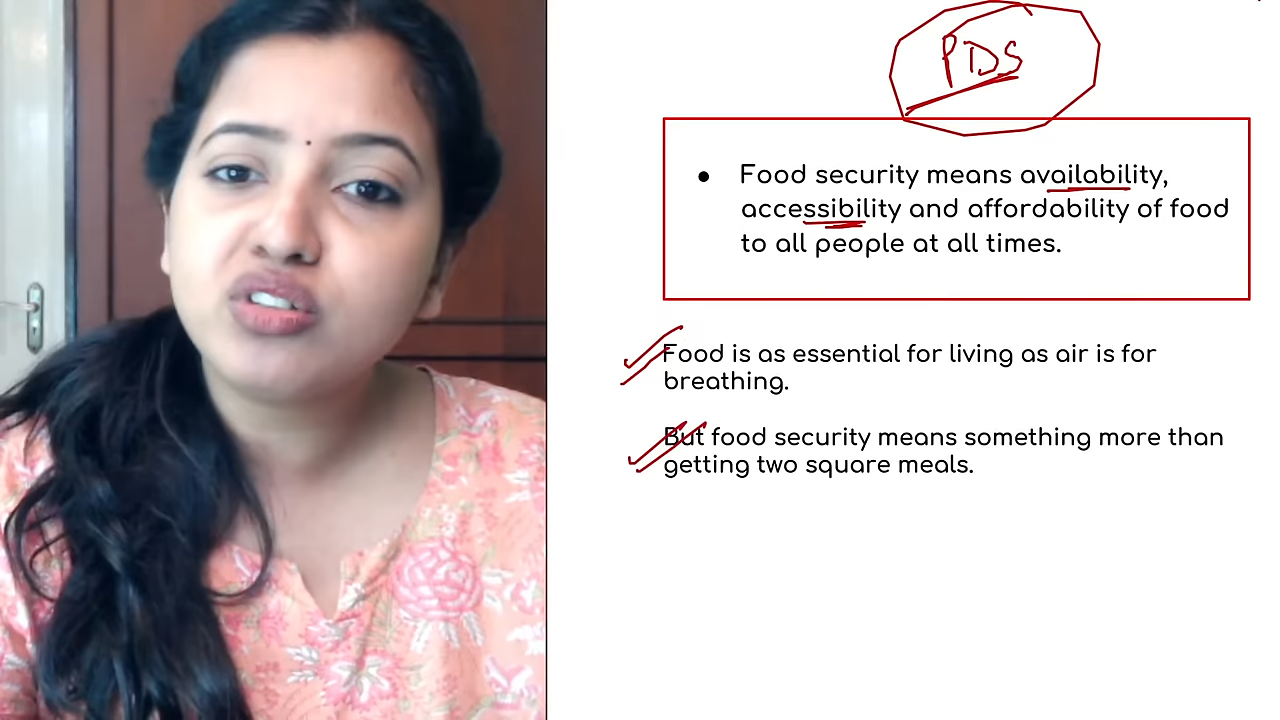 PDS
● Food security means availability,
accessibility and affordability of food
to all people at all times.
Food is as essential for living as air is for
breathing.
But food security means something more than
getting two square meals.